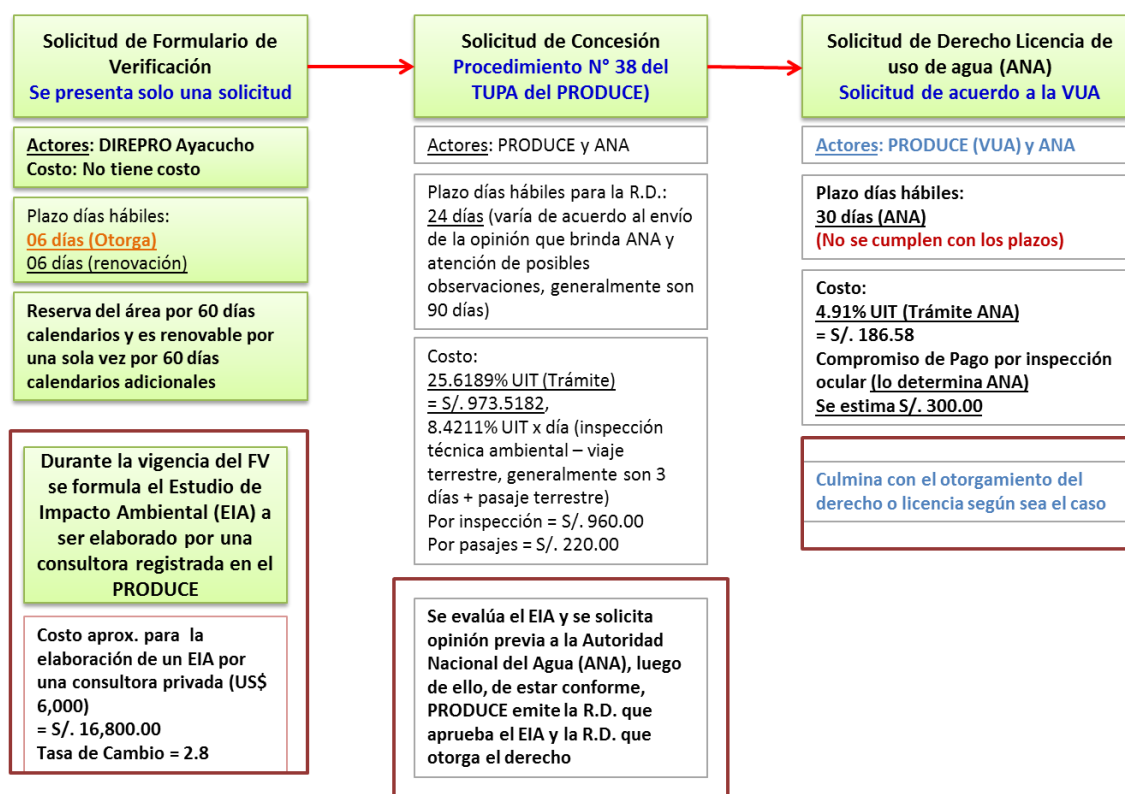 Solicitud de Formulario de
Verificación
Se presenta solo una solicitud
Actores: DIREPRO Ayacucho
Costo: No tiene costo
Plazo días hábiles:
06 días (Otorga)
06 días (renovación)
Reserva del área por 60 días
calendarios y es renovable por
una sola vez por 60 días
calendarios adicionales
Durante la vigencia del FV
se formula el Estudio de
Impacto Ambiental (EIA) a
ser elaborado por una
consultora registrada en el
PRODUCE
Costo aprox. para la
elaboración de un EIA por
una consultora privada (US$
6,000)
= S/. 16,800.00
Tasa de Cambio = 2.8
Solicitud de Concesión
Procedimiento N° 38 del
TUPA del PRODUCE)
Actores: PRODUCE y ANA
Plazo días hábiles para la R.D.:
24 días (varía de acuerdo al envío
de la opinión que brinda ANA y
atención de posibles
observaciones, generalmente son
90 días)
Costo:
25.6189% UIT (Trámite)
= S/. 973.5182,
8.4211% UIT x día (inspección
técnica ambiental – viaje
terrestre, generalmente son 3
días + pasaje terrestre)
Por inspección = S/. 960.00
Por pasajes = S/. 220.00
Se evalúa el EIA y se solicita
opinión previa a la Autoridad
Nacional del Agua (ANA), luego
de ello, de estar conforme,
PRODUCE emite la R.D. que
aprueba el EIA y la R.D. que
otorga el derecho
Solicitud de Derecho Licencia de
uso de agua (ANA)
Solicitud de acuerdo a la VUA
Actores: PRODUCE (VUA) y ANA
Plazo días hábiles:
30 días (ANA)
(No se cumplen con los plazos)
Costo:
4.91% UIT (Trámite ANA)
= S/. 186.58
Compromiso de Pago por inspección
ocular (lo determina ANA)
Se estima S/. 300.00
Culmina con el otorgamiento del
derecho o licencia según sea el caso